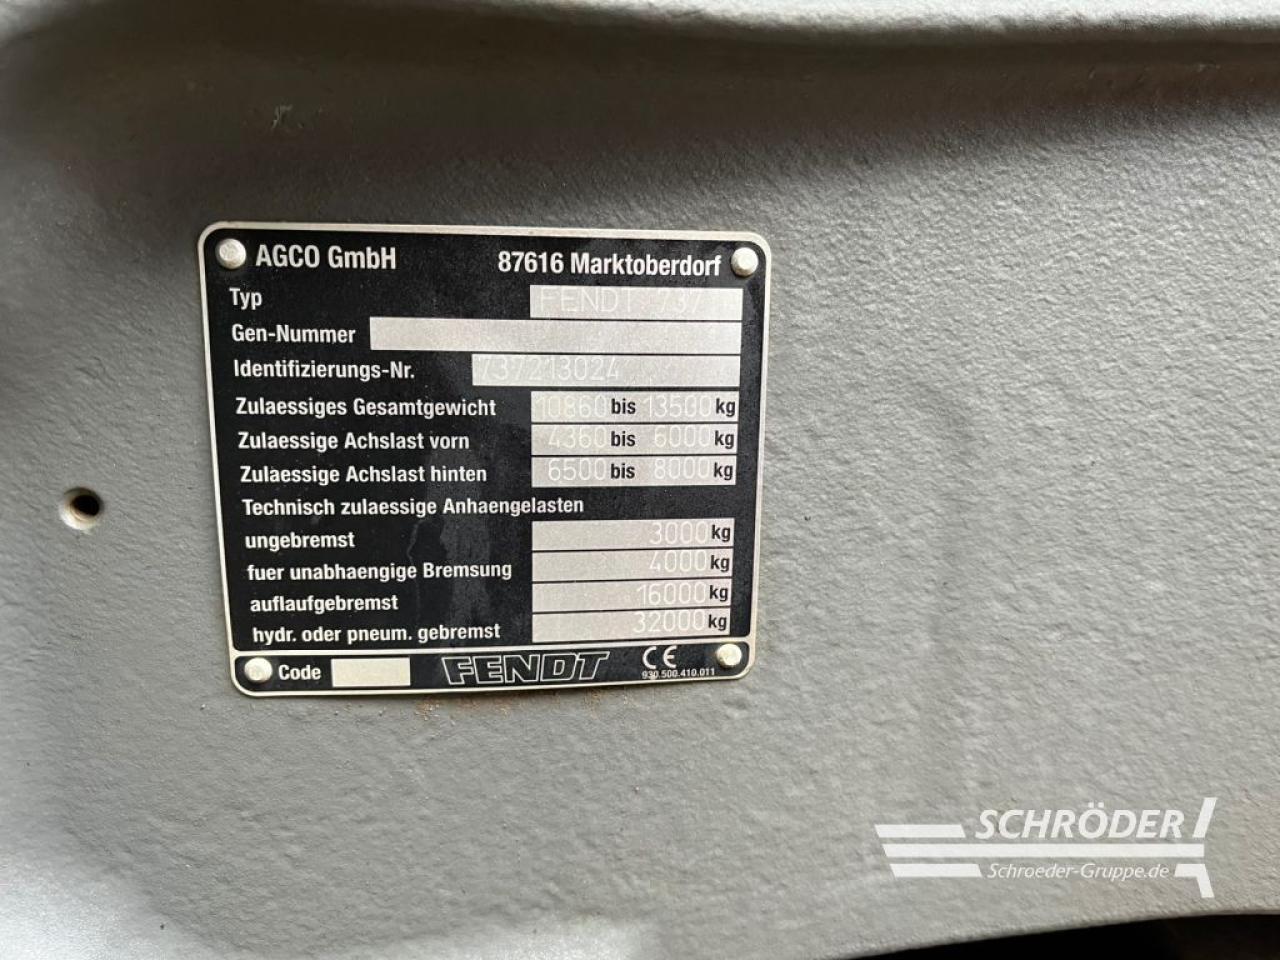 AGCO GmbH 87616 Marktoberdorf
Typ FENDT 737
Gen-Nummer
Identifizierungs-Nr. 737213024
Zulaessiges Gesamtgewicht 10860 bis 13500 kg
Zulaessige Achslast vorn 4360 bis 6000 kg
Zulaessige Achslast hinten 6500 bis 8000 kg
Technisch zulaessige Anhaengelasten
ungebremst 3000 kg
fuer unabhaengige Bremsung 4000 kg
auflaufgebremst 16000 kg
hydr. oder pneum. gebremst 32000 kg
Code FENDT CE
930.500.410.011
SCHRÖDER
Schroeder-Gruppe.de